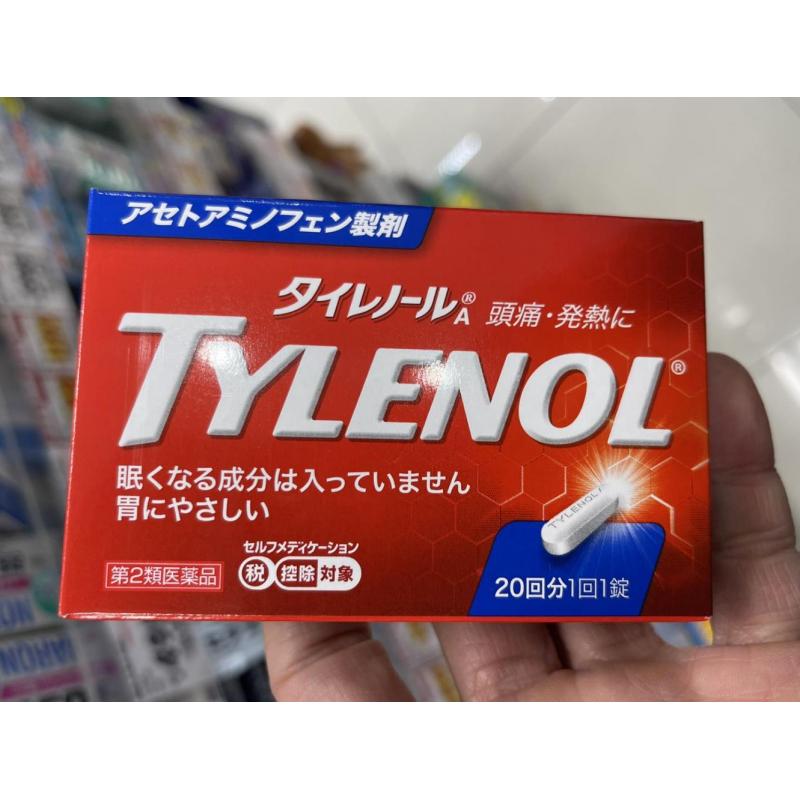 アセトアミノフェン製剤
タイレノール®A 頭痛・発熱に
TYLENOL®
眠くなる成分は入っていません
胃にやさしい
TYLENOL A
セルフメディケーション
第2類医薬品 税 控除 対象
20回分1回1錠